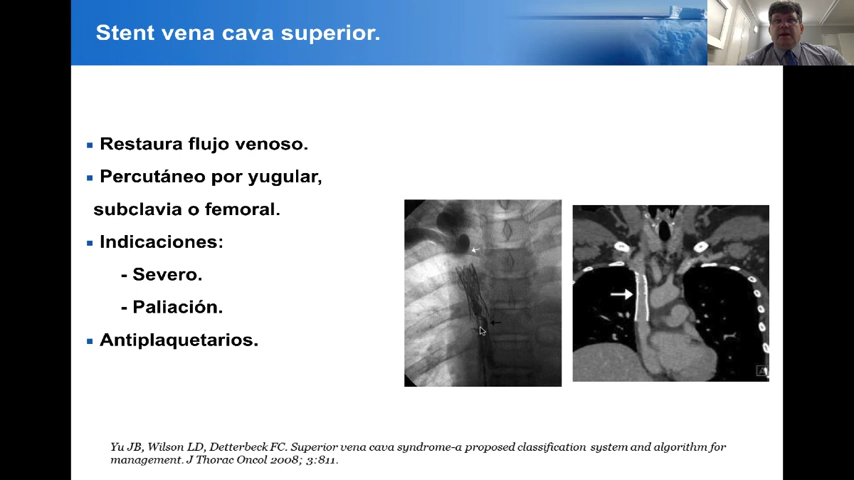 Stent vena cava superior.
Restaura flujo venoso.
Percutáneo por yugular,
subclavia o femoral.
Indicaciones:
- Severo.
- Paliación.
Antiplaquetarios.
Yu JB, Wilson LD, Detterbeck FC. Superior vena cava syndrome-a proposed classification system and algorithm for
management. J Thorac Oncol 2008; 3:811.